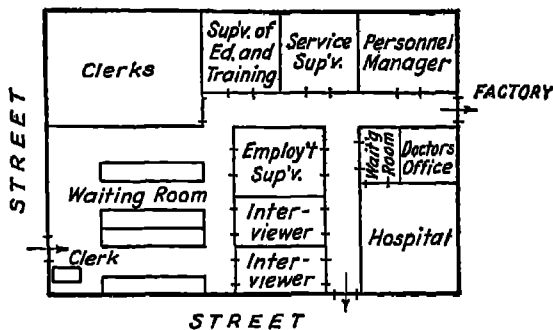 Clerks
Sup'v. of
Ed. and
Training
Service
Sup'v.
Personnel
Manager
FACTORY
STREET
Employ't
Sup'v.
Wait'g
Room
Doctors
Office
Waiting Room
Inter-
viewer
Hospital
Clerk
Inter-
viewer
STREET